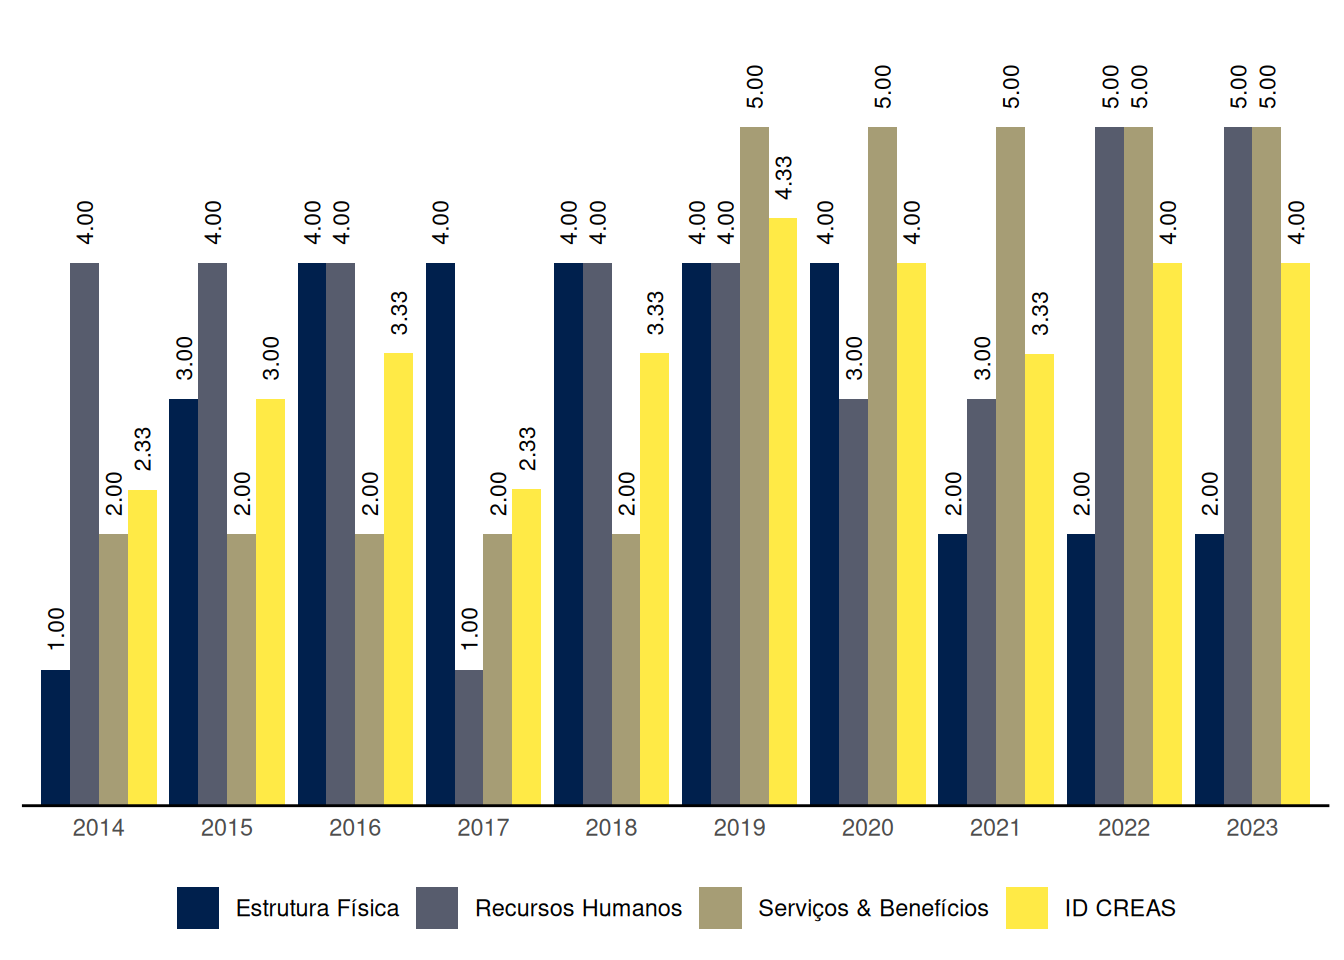 1.00 4.00 2.00 2.33 3.00 4.00 2.00 3.00 4.00 4.00 2.00 3.33 4.00 1.00 2.00 2.33 4.00 4.00 2.00 3.33 4.00 4.00 5.00 4.33 4.00 3.00 5.00 4.00 2.00 3.00 5.00 3.33 2.00 5.00 5.00 4.00 2.00 5.00 5.00 4.00
2014 2015 2016 2017 2018 2019 2020 2021 2022 2023
Estrutura Física Recursos Humanos Serviços & Benefícios ID CREAS